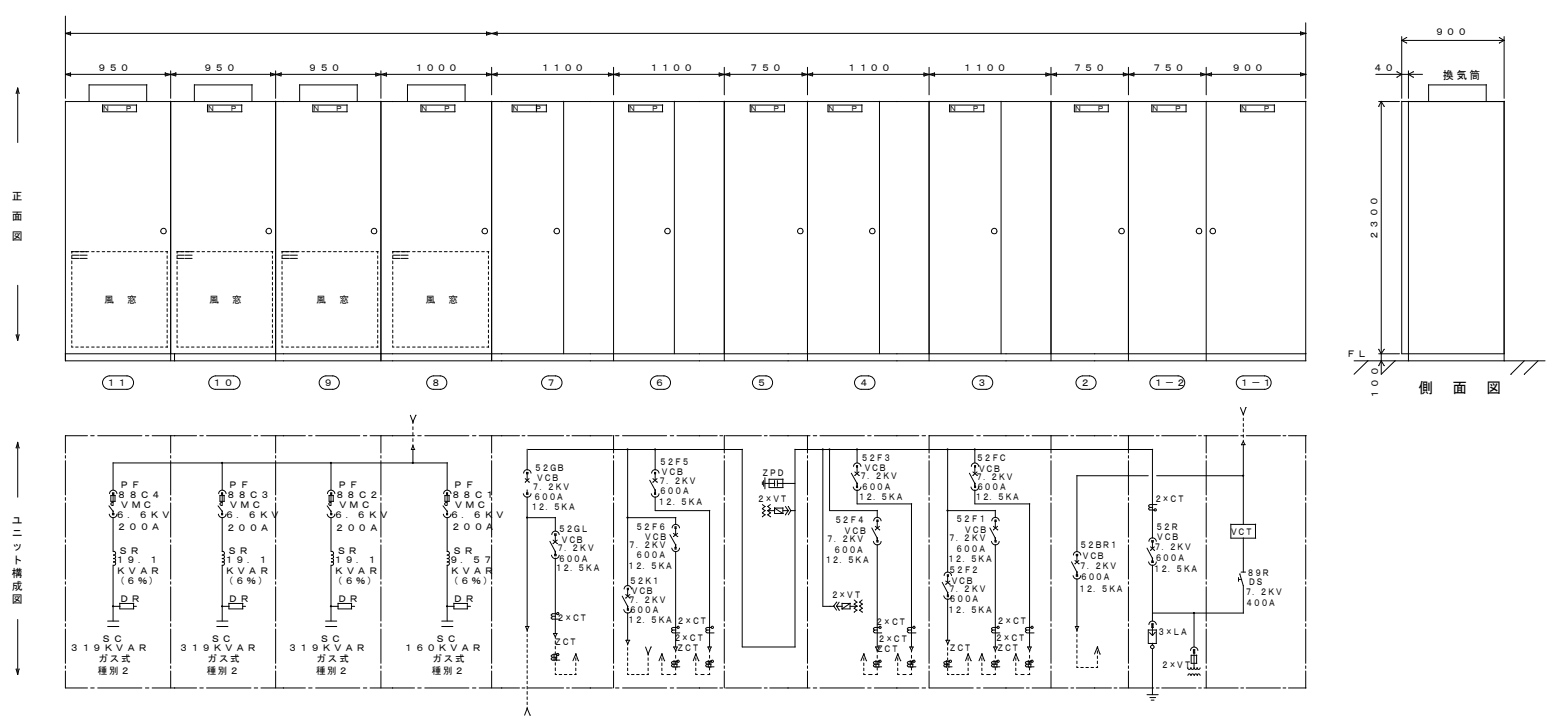 950 950 950 1000 1100 1100 750 1100 1100 750 750 900
900
40 換気筒
N P N P N P N P N P N P N P N P N P N P N P N P
正面図
2300
風 窓 風 窓 風 窓 風 窓
FL
100
側 面 図
11 10 9 8 7 6 5 4 3 2 1-2 1-1
ユニット構成図
PF
88C4
VMC
6.6KV
200A
SR
19.1
KVAR
(6%)
DR
SC
319KVAR
ガス式
種別2
PF
88C3
VMC
6.6KV
200A
SR
19.1
KVAR
(6%)
DR
SC
319KVAR
ガス式
種別2
PF
88C2
VMC
6.6KV
200A
SR
19.1
KVAR
(6%)
DR
SC
319KVAR
ガス式
種別2
PF
88C1
VMC
6.6KV
200A
SR
9.57
KVAR
(6%)
DR
SC
160KVAR
ガス式
種別2
52GB
VCB
7.2KV
600A
12.5KA
52GL
VCB
7.2KV
600A
12.5KA
2×CT
ZCT
52F5
VCB
7.2KV
600A
12.5KA
52F6
VCB
7.2KV
600A
12.5KA
52K1
VCB
7.2KV
600A
12.5KA
2×CT
2×CT
ZCT
ZPD
2×VT
52F3
VCB
7.2KV
600A
12.5KA
52F4
VCB
7.2KV
600A
12.5KA
2×VT
2×CT
2×CT
ZCT
52FC
VCB
7.2KV
600A
12.5KA
52F1
VCB
7.2KV
600A
12.5KA
52F2
VCB
7.2KV
600A
12.5KA
2×CT
2×CT
ZCT
ZCT
52BR1
VCB
7.2KV
600A
12.5KA
2×CT
52R
VCB
7.2KV
600A
12.5KA
3×LA
2×VT
VCT
89R
DS
7.2KV
400A